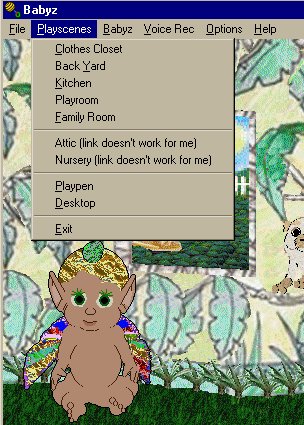 Babyz
File Playscenes Babyz Voice Rec Options Help
Clothes Closet
Back Yard
Kitchen
Playroom
Family Room
Attic (link doesn't work for me)
Nursery (link doesn't work for me)
Playpen
Desktop
Exit